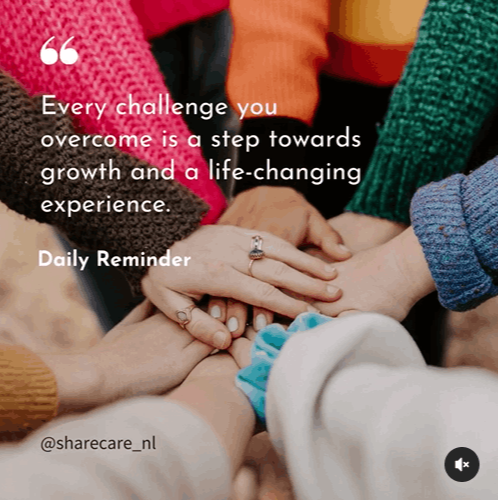 ❝
Every challenge you
overcome is a step towards
growth and a life-changing
experience.
Daily Reminder
@sharecare_nl